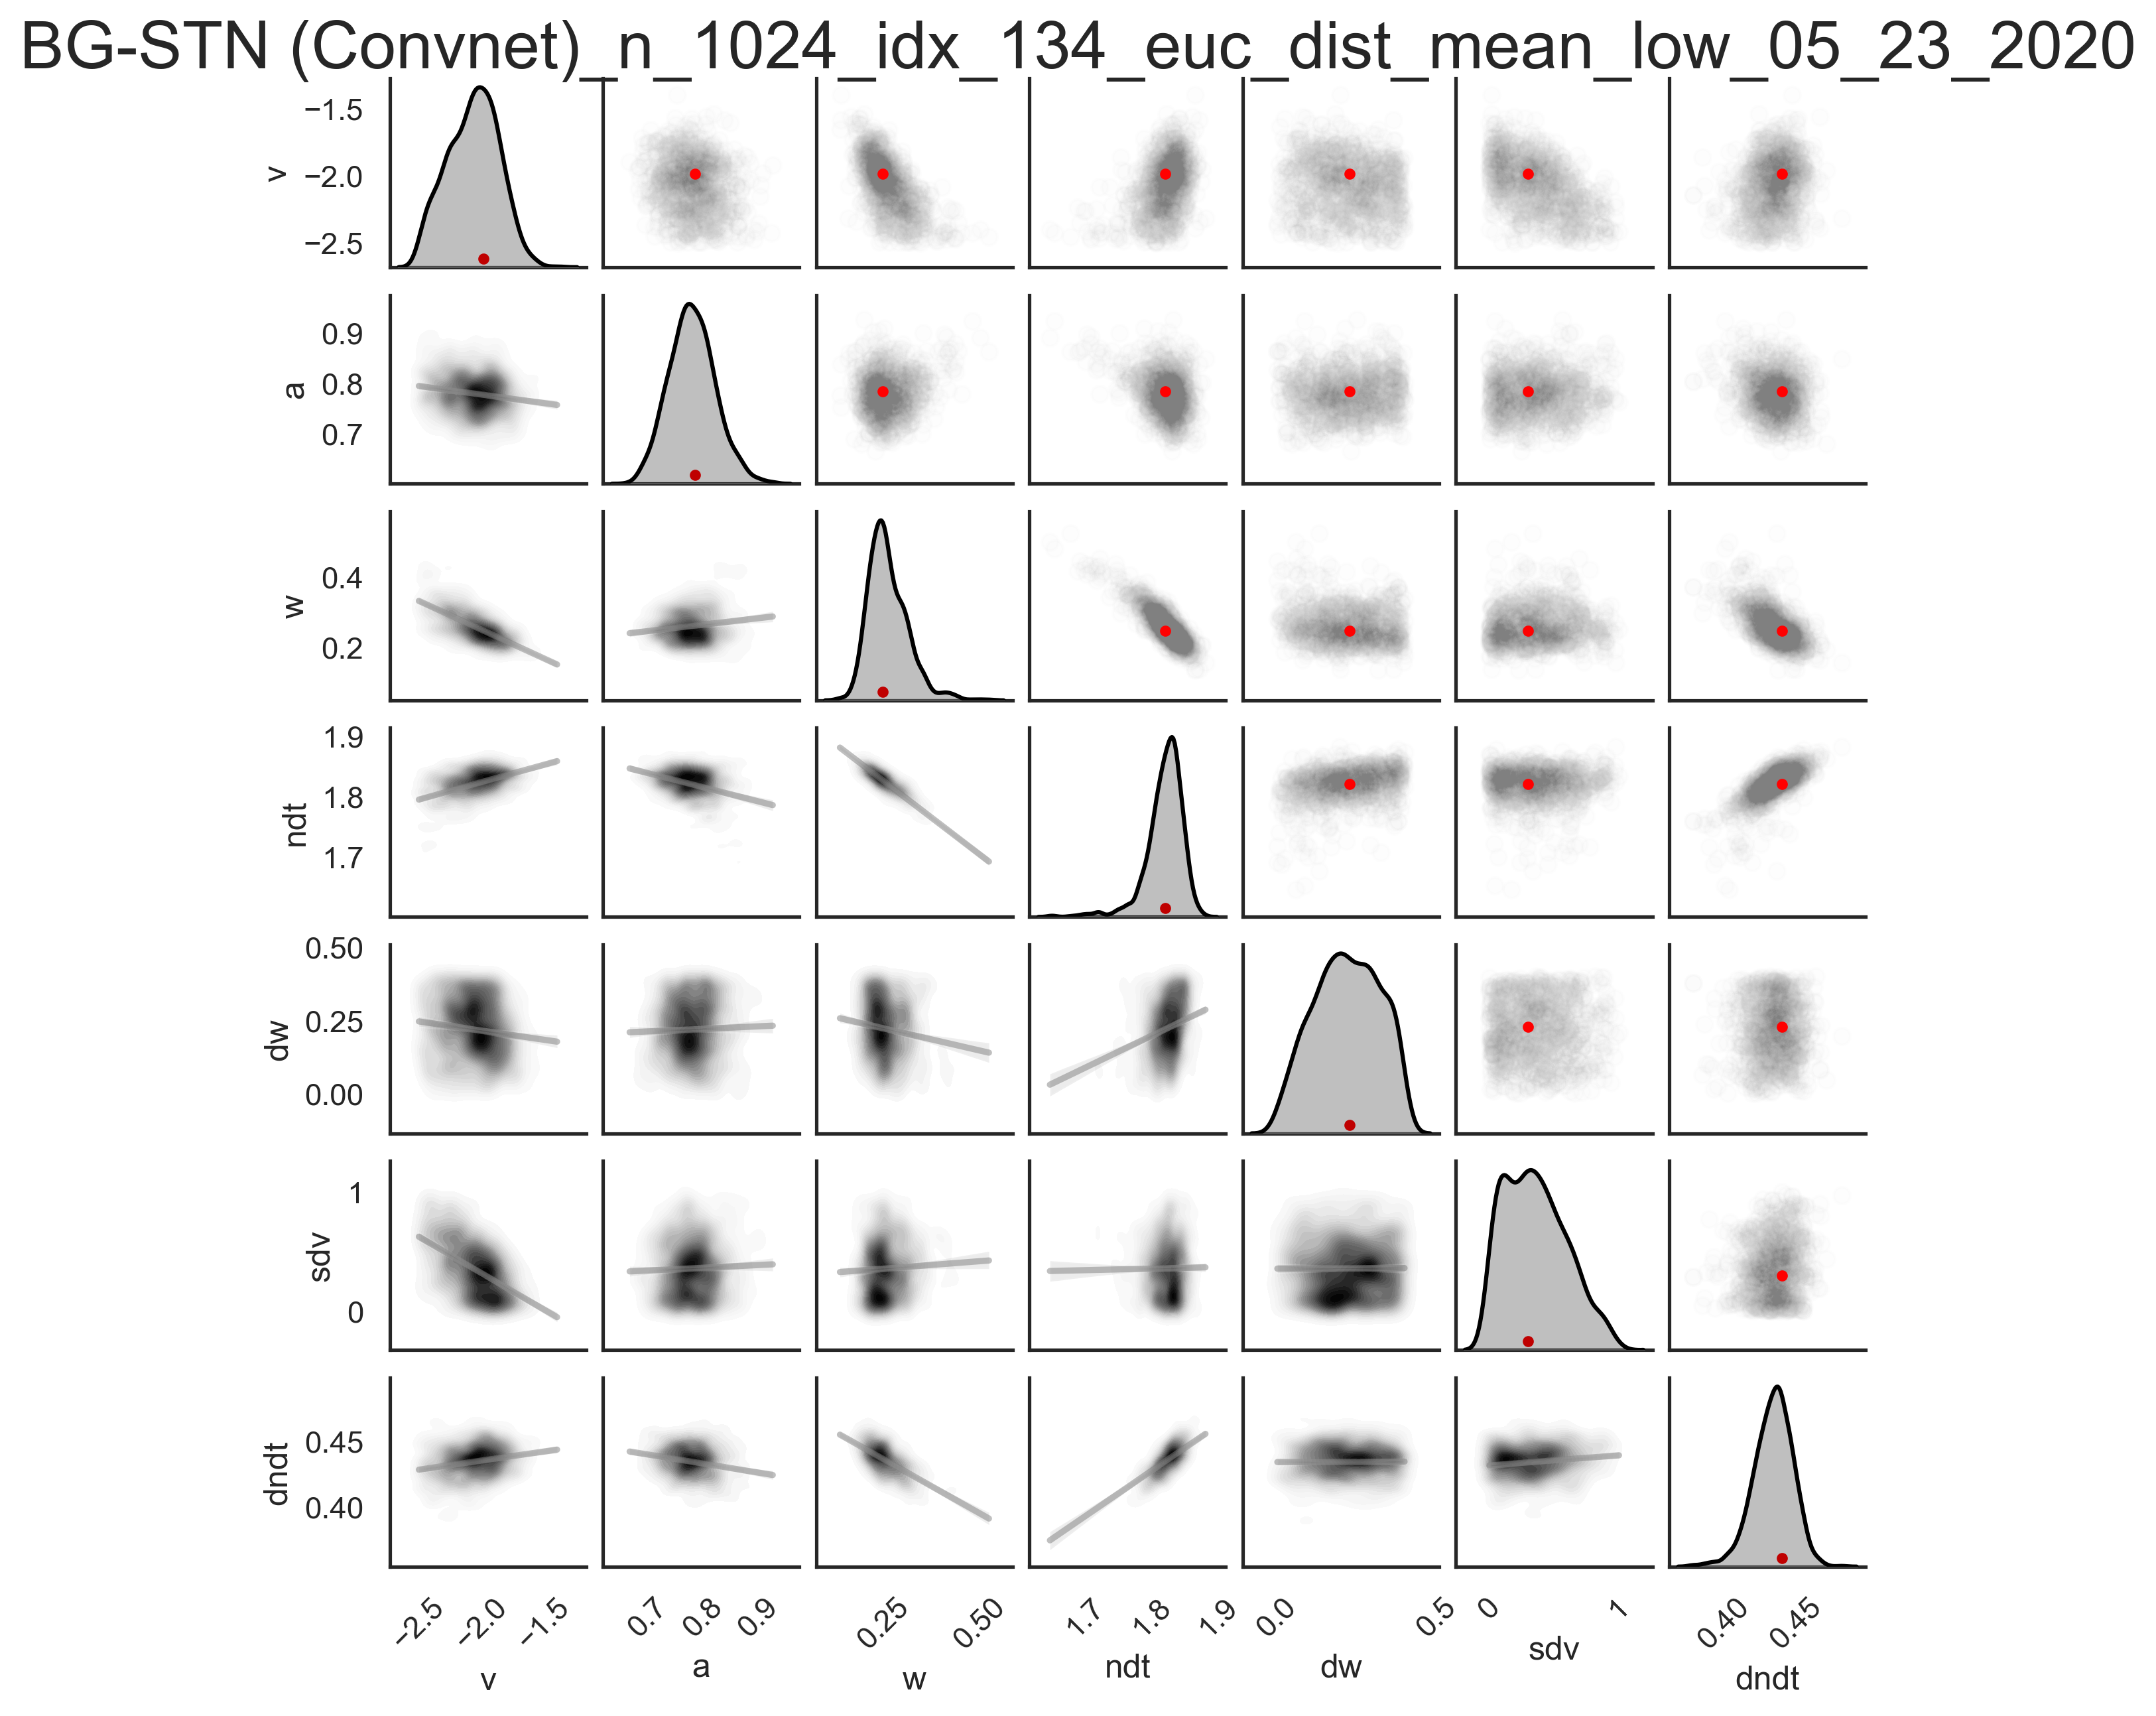 BG-STN (Convnet)_n_1024_idx_134_euc_dist_mean_low_05_23_2020
−1.5
v
−2.0
−2.5
0.9
a
0.8
0.7
0.4
w
0.2
1.9
1.8
ndt
1.7
0.50
0.25
dw
0.00
1
sdv
0
0.45
dndt
0.40
−2.5 −2.0 −1.5 0.7 0.8 0.9 0.25 0.50 1.7 1.8 1.9 0.0 0.5 0 1 0.40 0.45
v a w ndt dw sdv dndt